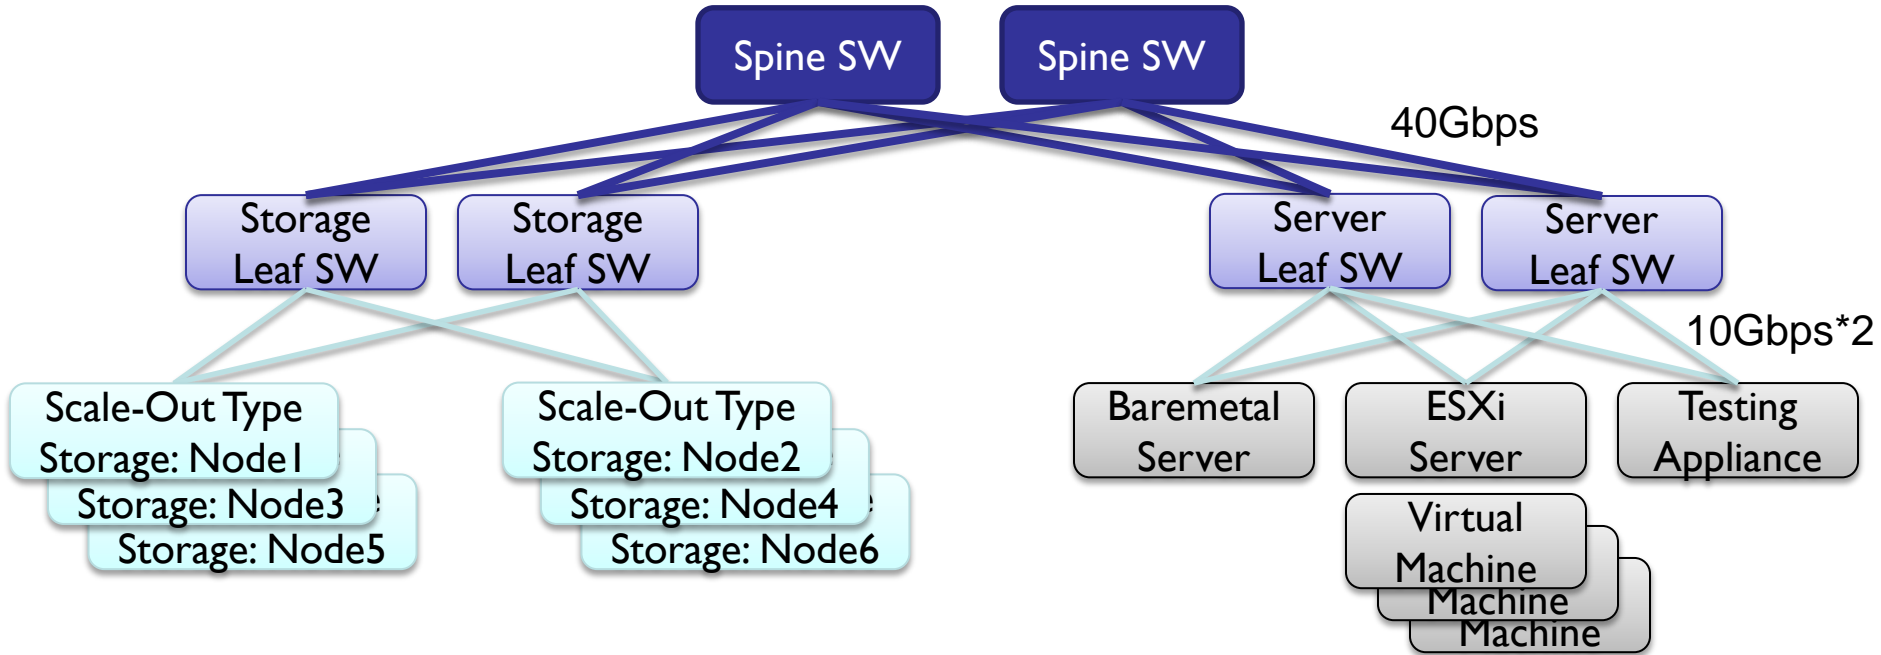 Spine SW
Spine SW
40Gbps
Storage
Leaf SW
Storage
Leaf SW
Server
Leaf SW
Server
Leaf SW
10Gbps*2
Scale-Out Type
Storage: Node1
Storage: Node3
Storage: Node5
Scale-Out Type
Storage: Node2
Storage: Node4
Storage: Node6
Baremetal
Server
ESXi
Server
Testing
Appliance
Virtual
Machine
Machine
Machine